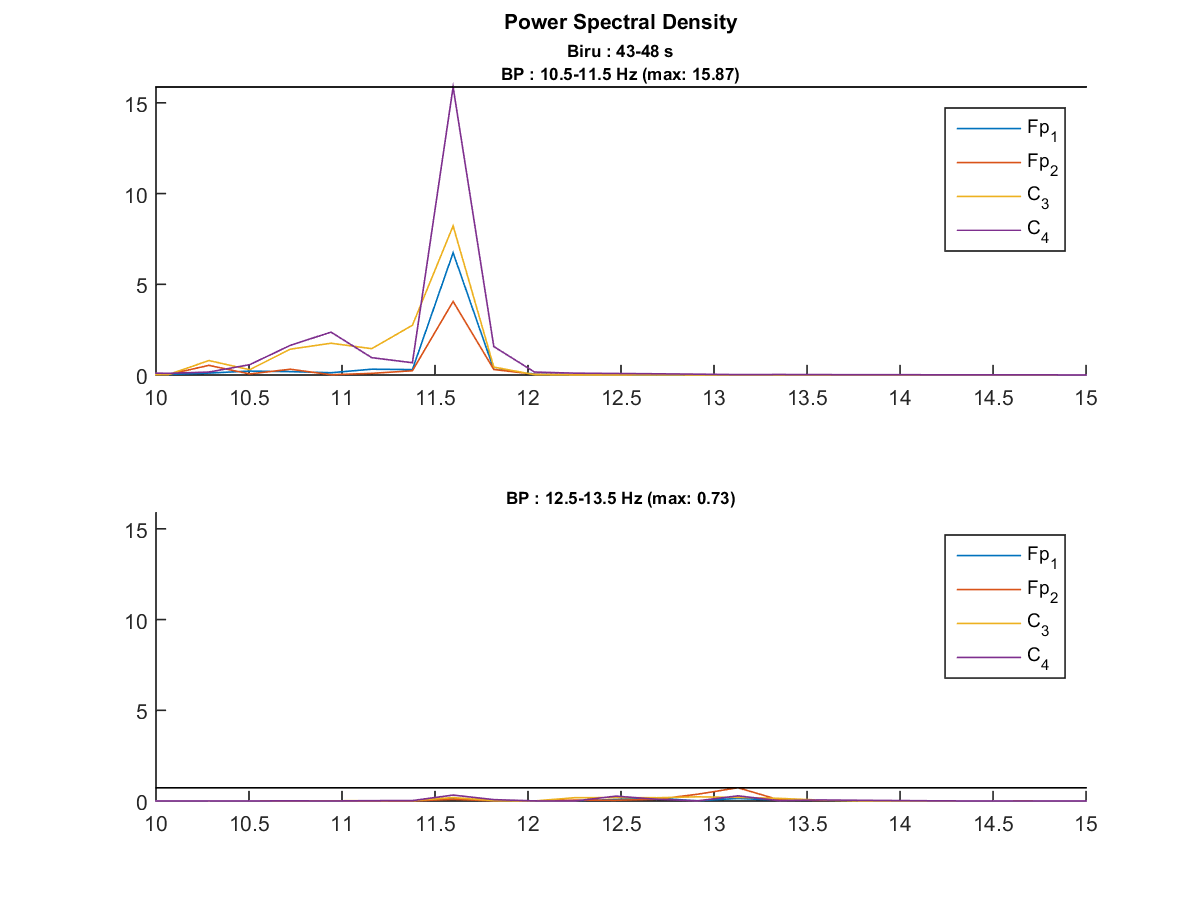 Power Spectral Density
Biru : 43-48 s
BP : 10.5-11.5 Hz (max: 15.87)
15
10
5
0
10 10.5 11 11.5 12 12.5 13 13.5 14 14.5 15
Fp1
Fp2
C3
C4
BP : 12.5-13.5 Hz (max: 0.73)
15
10
5
0
10 10.5 11 11.5 12 12.5 13 13.5 14 14.5 15
Fp1
Fp2
C3
C4